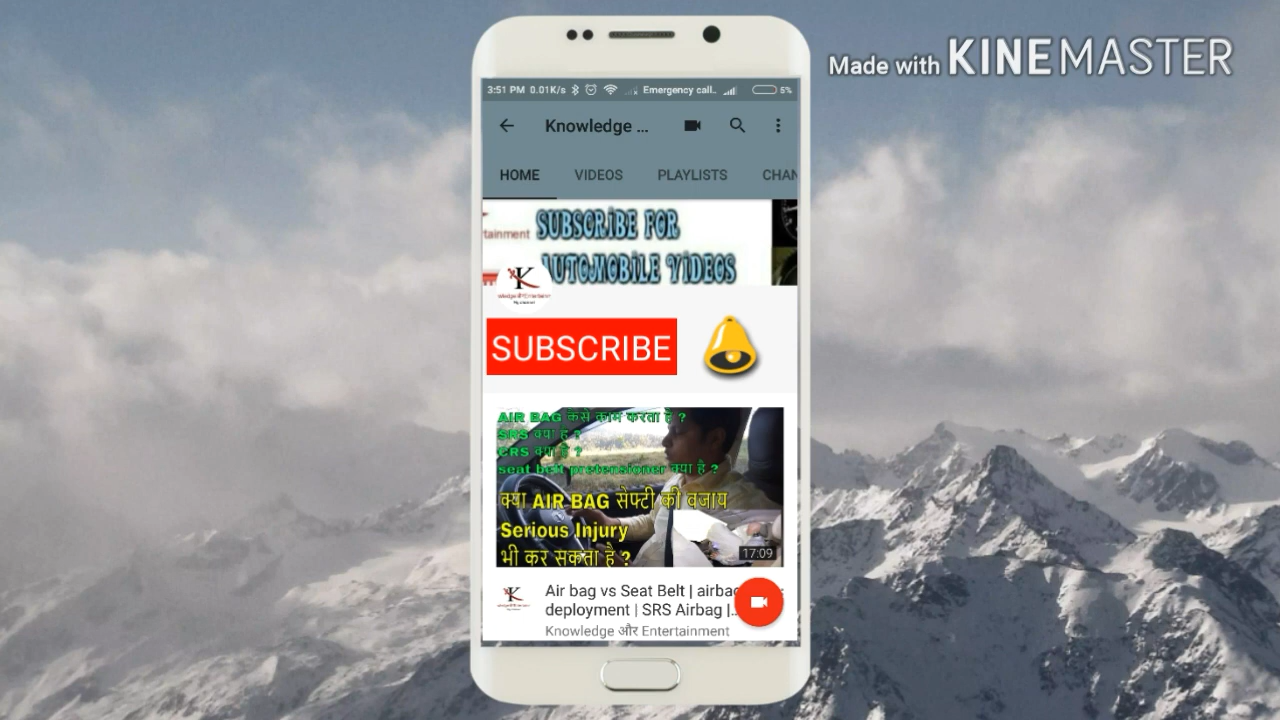 Made with KINEMASTER
3:51 PM 0.01K/s Emergency call.. 5%
Knowledge ...
HOME VIDEOS PLAYLISTS CHAN
tainment SUBSCRIBE FOR
AUTOMOBILE VIDEOS
K
SUBSCRIBE
AIR BAG कैसे काम करता है ?
SRS क्या है ?
CRS क्या है ?
seat belt pretensioner क्या है ?
क्या AIR BAG सेफ्टी की वजाय
Serious Injury
भी कर सकता है ?
17:09
Air bag vs Seat Belt | airbag
deployment | SRS Airbag |..
Knowledge और Entertainment